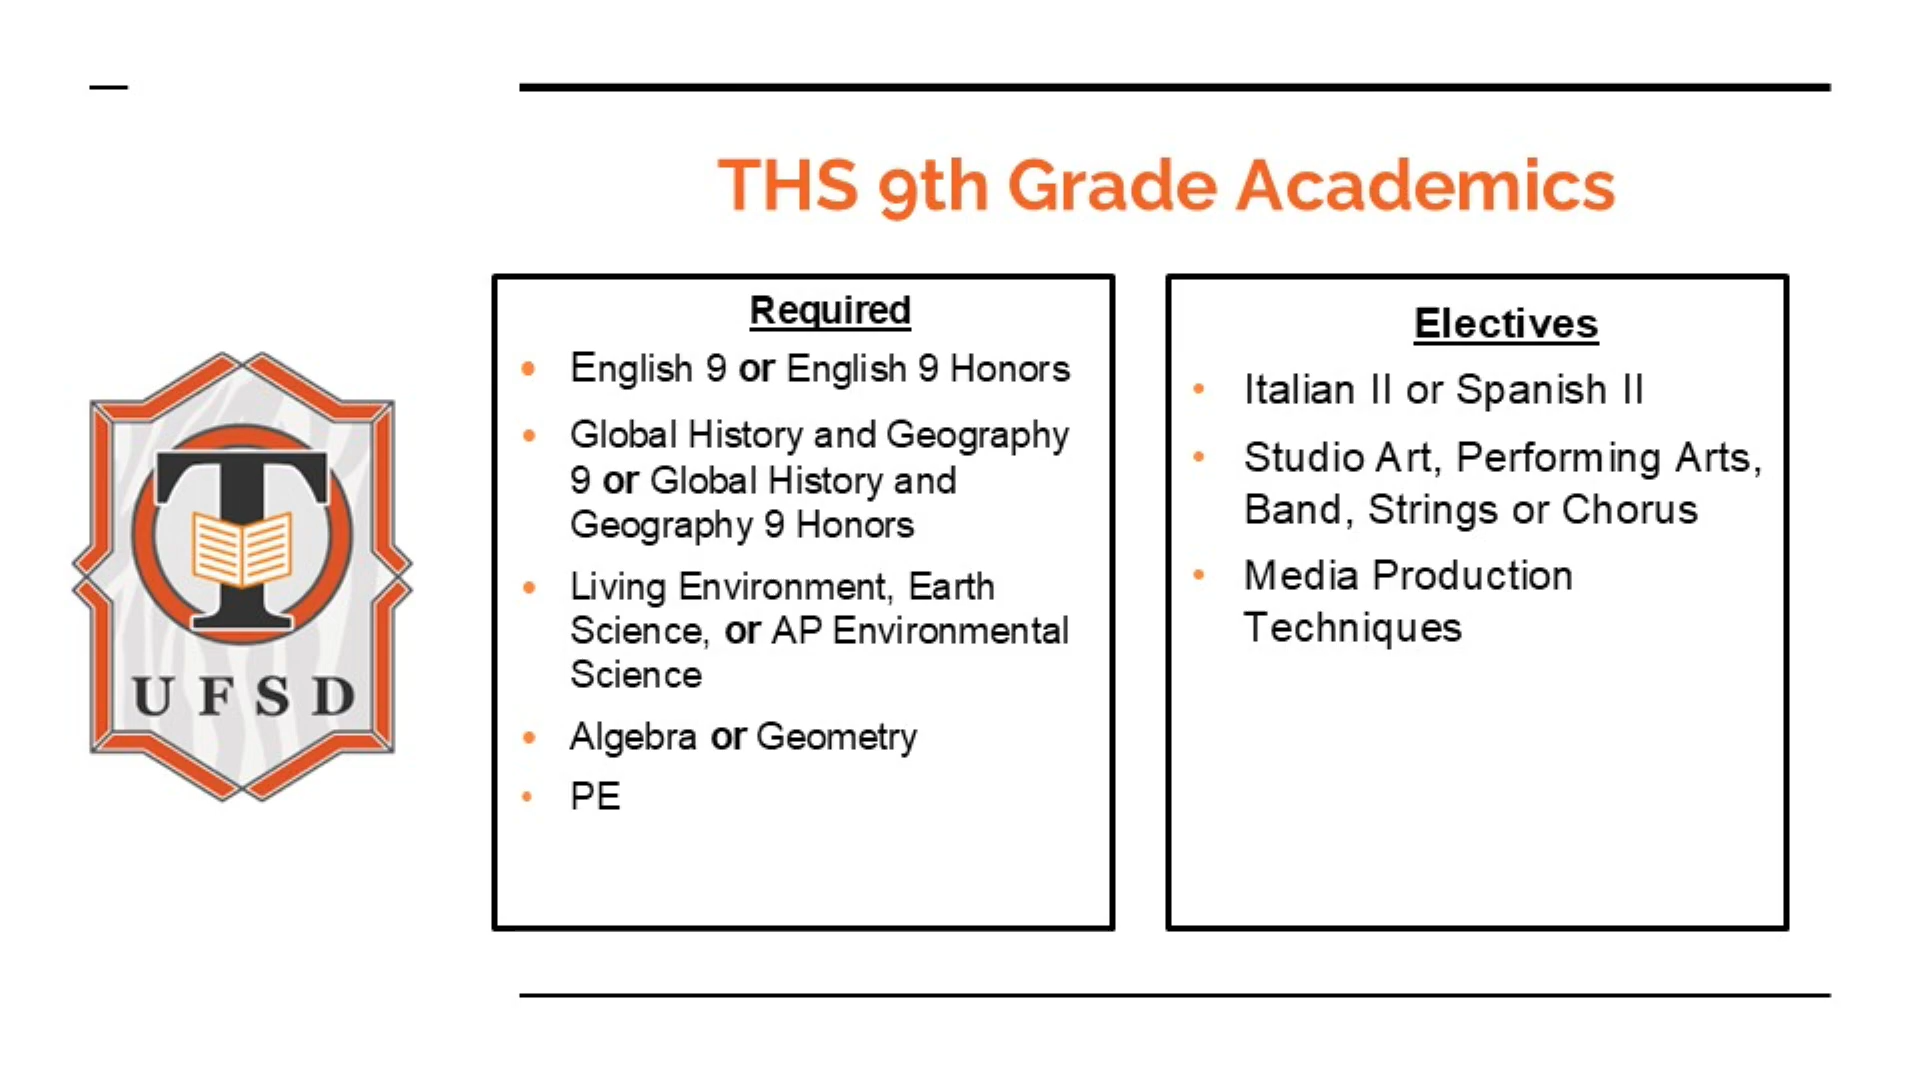 THS 9th Grade Academics
Required
• English 9 or English 9 Honors
• Global History and Geography
9 or Global History and
Geography 9 Honors
• Living Environment, Earth
Science, or AP Environmental
Science
• Algebra or Geometry
• PE
Electives
• Italian II or Spanish II
• Studio Art, Performing Arts,
Band, Strings or Chorus
• Media Production
Techniques
T
UFSD